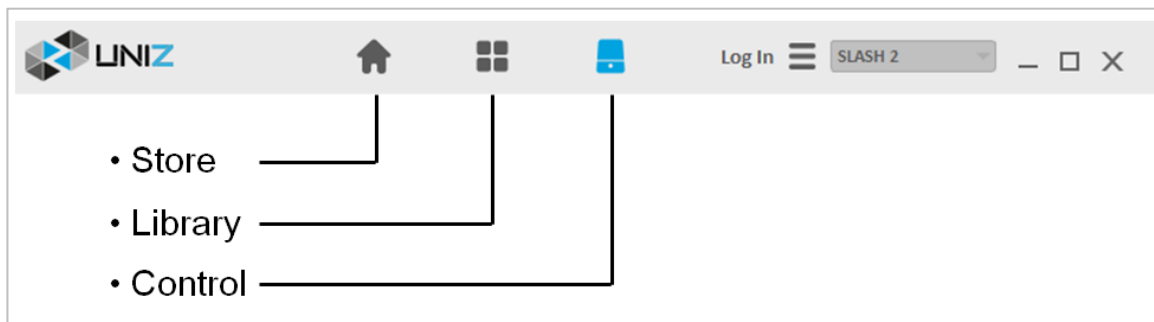 UNIZ Log In SLASH 2
• Store
• Library
• Control